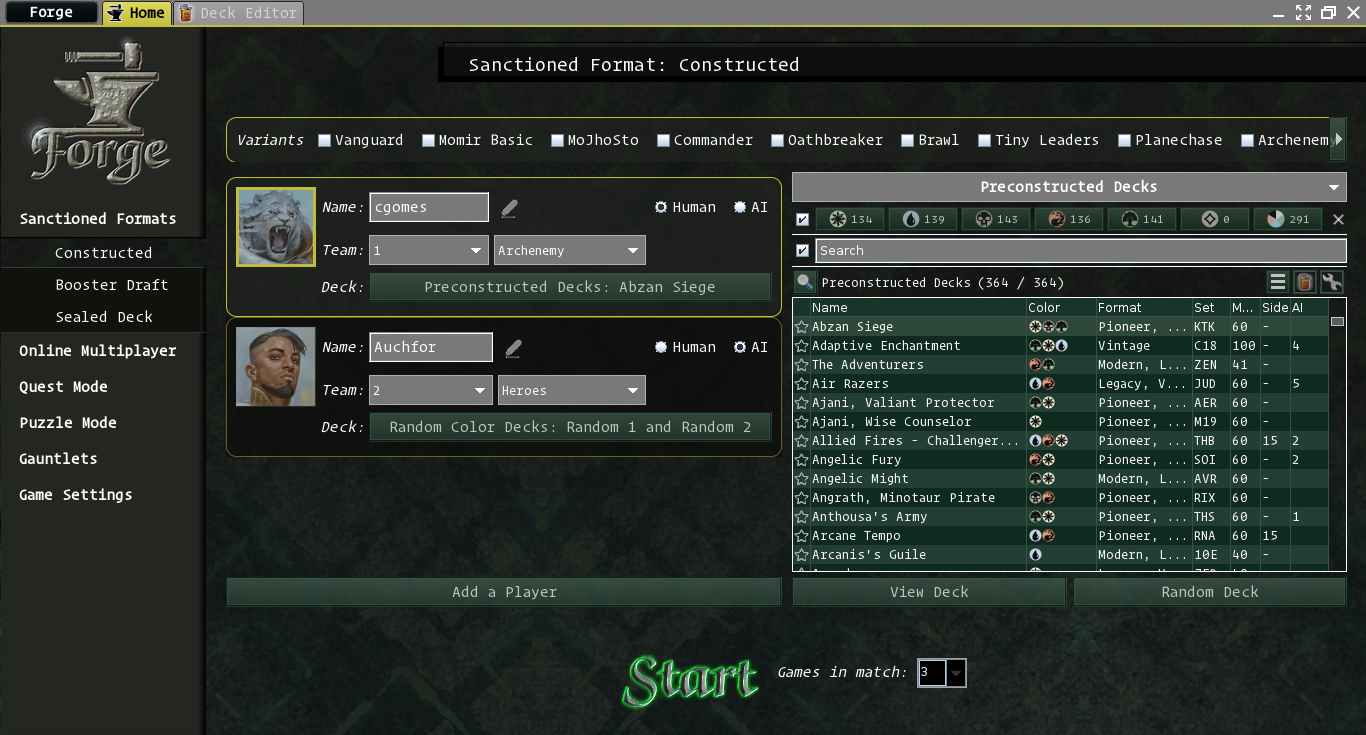 Forge Home Deck Editor
Sanctioned Format: Constructed
Forge
Sanctioned Formats
Constructed
Booster Draft
Sealed Deck
Online Multiplayer
Quest Mode
Puzzle Mode
Gauntlets
Game Settings
Variants Vanguard Momir Basic MoJhoSto Commander Oathbreaker Brawl Tiny Leaders Planechase Archenemy
Name: cgomes Human AI
Team: 1 Archenemy
Deck: Preconstructed Decks: Abzan Siege
Name: Auchfor Human AI
Team: 2 Heroes
Deck: Random Color Decks: Random 1 and Random 2
Add a Player
Preconstructed Decks
134 139 143 136 141 0 291
Search
Preconstructed Decks (364 / 364)
Name Color Format Set M... Side AI
Abzan Siege Pioneer, ... KTK 60 -
Adaptive Enchantment Vintage C18 100 - 4
The Adventurers Modern, L... ZEN 41 -
Air Razers Legacy, V... JUD 60 - 5
Ajani, Valiant Protector Pioneer, ... AER 60 -
Ajani, Wise Counselor Pioneer, ... M19 60 -
Allied Fires - Challenger... Pioneer, ... THB 60 15 2
Angelic Fury Pioneer, ... SOI 60 - 2
Angelic Might Modern, L... AVR 60 -
Angrath, Minotaur Pirate Pioneer, ... RIX 60 -
Anthousa's Army Pioneer, ... THS 60 - 1
Arcane Tempo Pioneer, ... RNA 60 15
Arcanis's Guile Modern, L... 10E 40 -
View Deck Random Deck
Start Games in match: 3